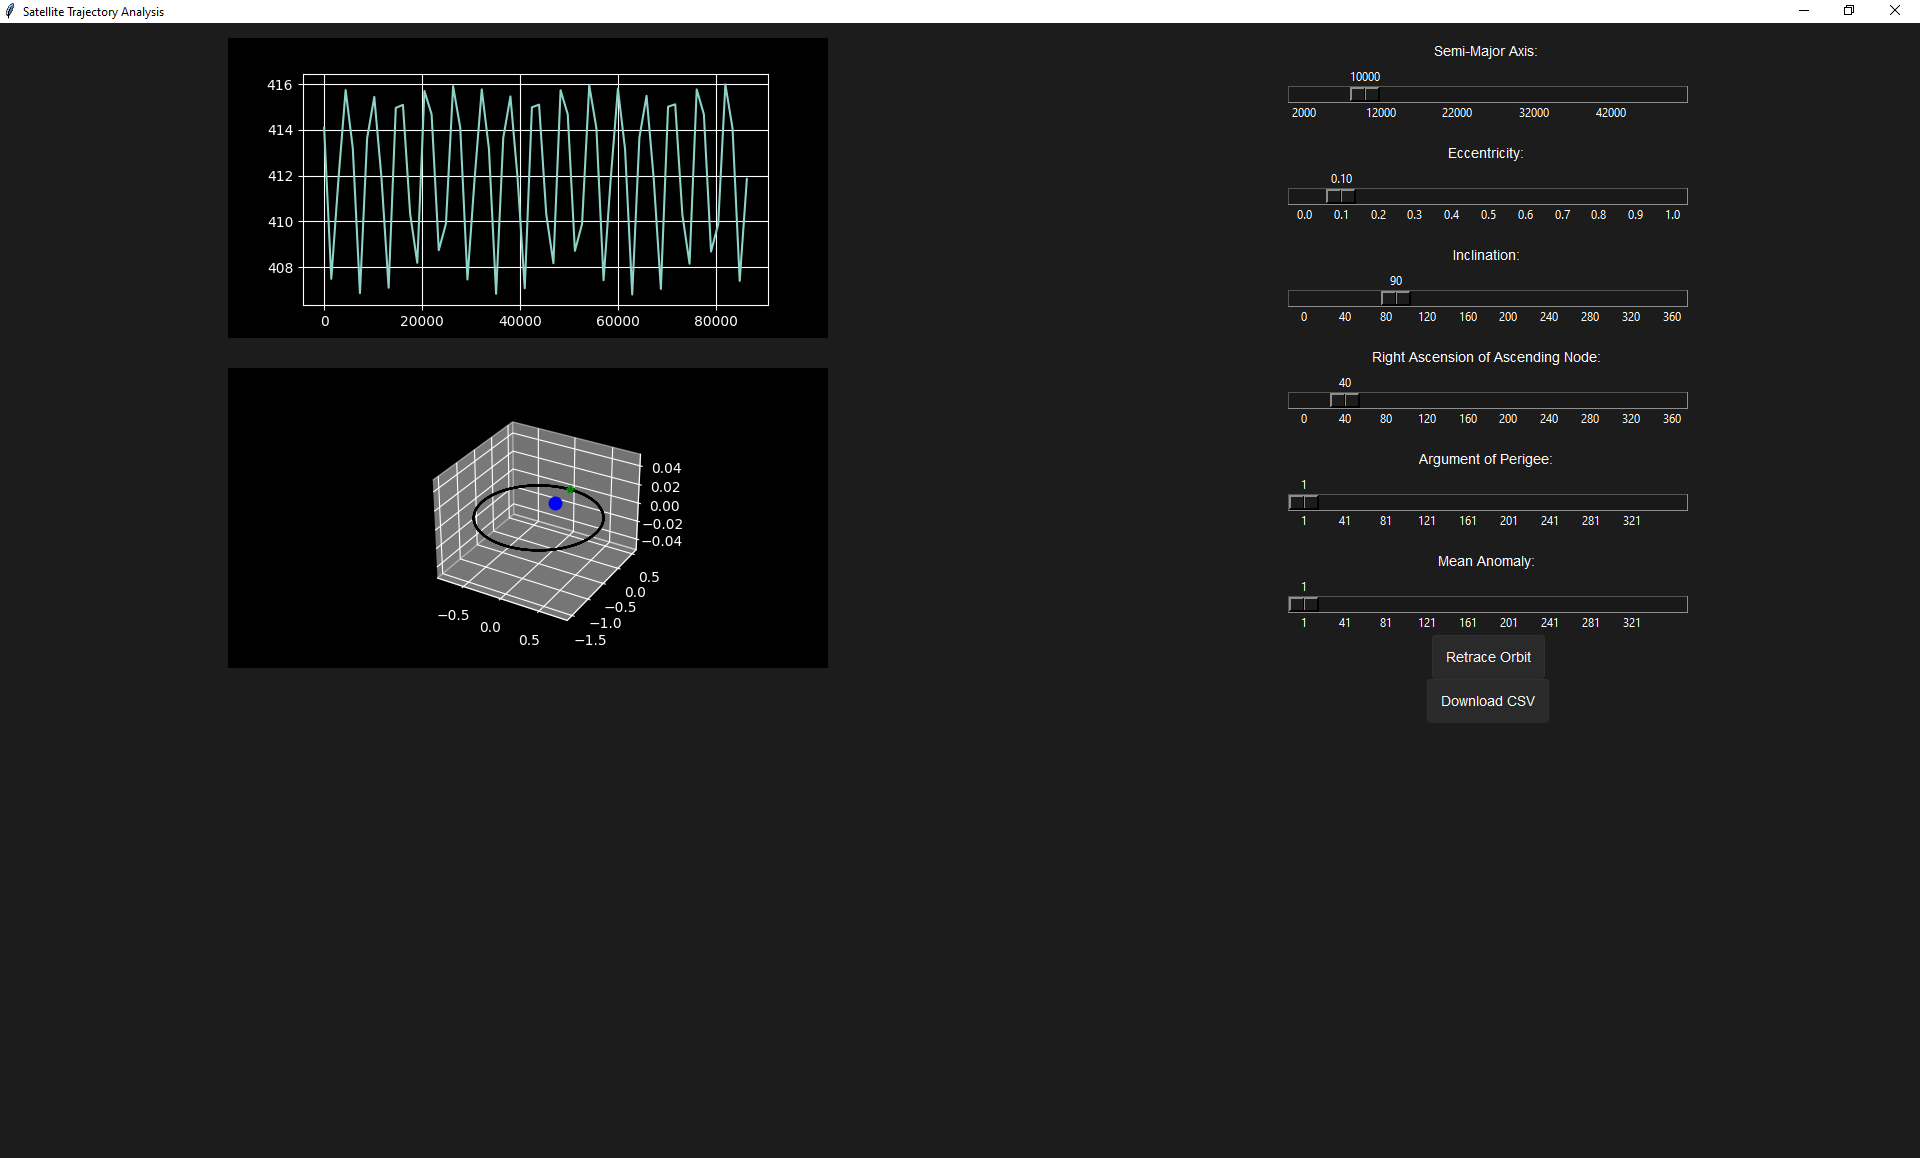 Satellite Trajectory Analysis
416
414
412
410
408
0 20000 40000 60000 80000
0.04
0.02
0.00
−0.02
−0.04
0.5
0.0
−0.5
−1.0
−1.5
−0.5
0.0
0.5
Semi-Major Axis:
10000
2000 12000 22000 32000 42000
Eccentricity:
0.10
0.0 0.1 0.2 0.3 0.4 0.5 0.6 0.7 0.8 0.9 1.0
Inclination:
90
0 40 80 120 160 200 240 280 320 360
Right Ascension of Ascending Node:
40
0 40 80 120 160 200 240 280 320 360
Argument of Perigee:
1
1 41 81 121 161 201 241 281 321
Mean Anomaly:
1
1 41 81 121 161 201 241 281 321
Retrace Orbit
Download CSV